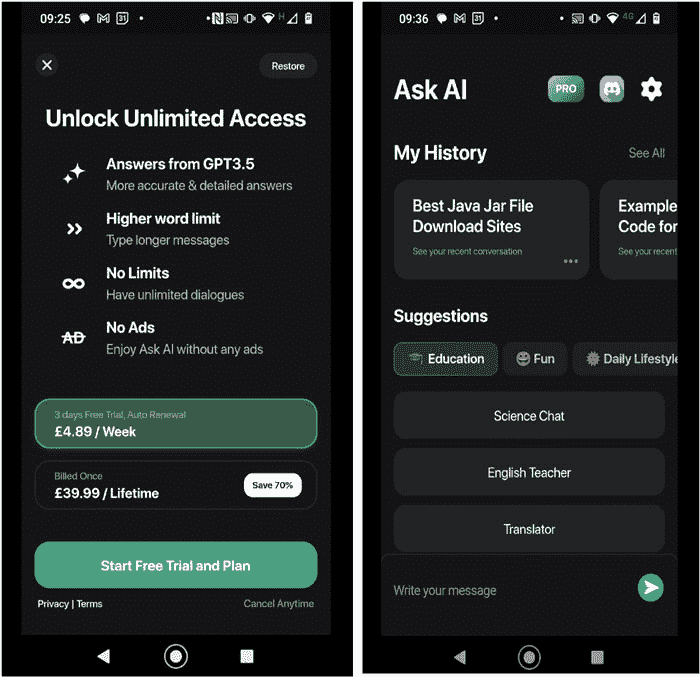 09:25
31
H
Restore
Unlock Unlimited Access
Answers from GPT3.5
More accurate & detailed answers
Higher word limit
Type longer messages
No Limits
Have unlimited dialogues
AD
No Ads
Enjoy Ask AI without any ads
3 days Free Trial, Auto Renewal
£4.89 / Week
Billed Once
£39.99 / Lifetime
Save 70%
Start Free Trial and Plan
Privacy | Terms
Cancel Anytime
09:36
31
4G
Ask AI
PRO
My History
See All
Best Java Jar File
Download Sites
See your recent conversation
Example
Code for
See your recent
Suggestions
Education
Fun
Daily Lifestyle
Science Chat
English Teacher
Translator
Write your message